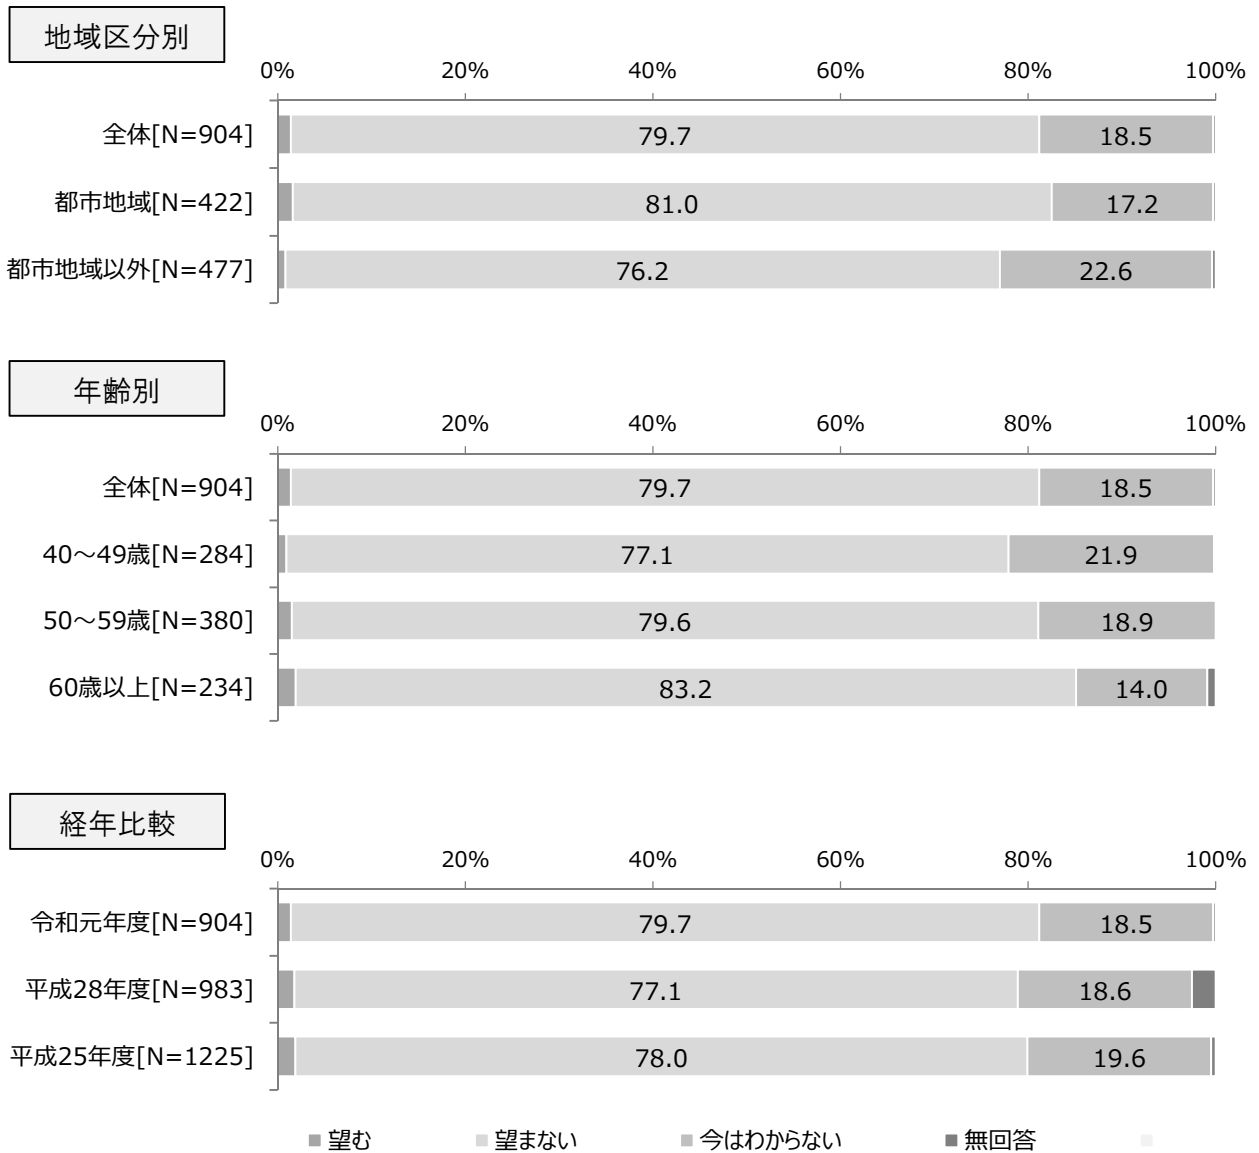 地域区分別
0% 20% 40% 60% 80% 100%
全体[N=904] 79.7 18.5
都市地域[N=422] 81.0 17.2
都市地域以外[N=477] 76.2 22.6
年齢別
0% 20% 40% 60% 80% 100%
全体[N=904] 79.7 18.5
40～49歳[N=284] 77.1 21.9
50～59歳[N=380] 79.6 18.9
60歳以上[N=234] 83.2 14.0
経年比較
0% 20% 40% 60% 80% 100%
令和元年度[N=904] 79.7 18.5
平成28年度[N=983] 77.1 18.6
平成25年度[N=1225] 78.0 19.6
望む 望まない 今はわからない 無回答